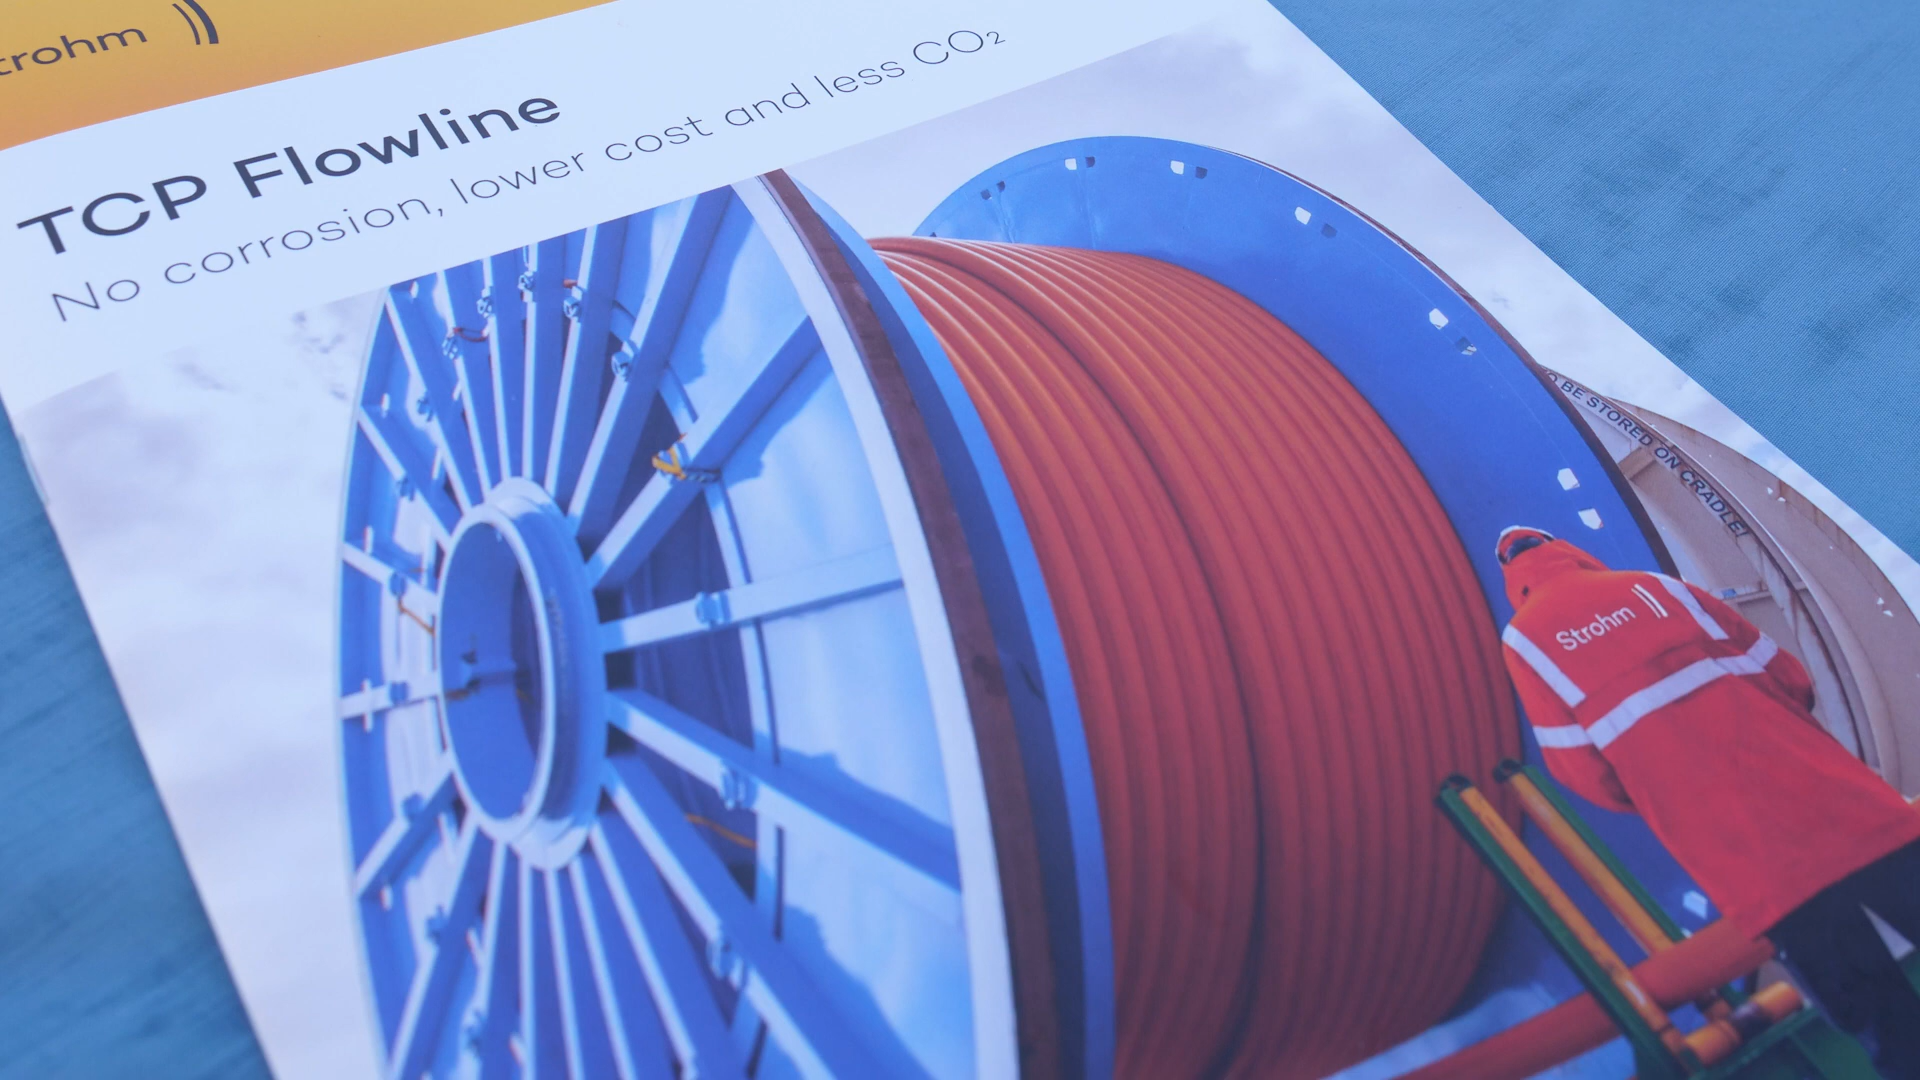 trohm
TCP Flowline
No corrosion, lower cost and less CO₂
O BE STORED ON CRADLE
Strohm